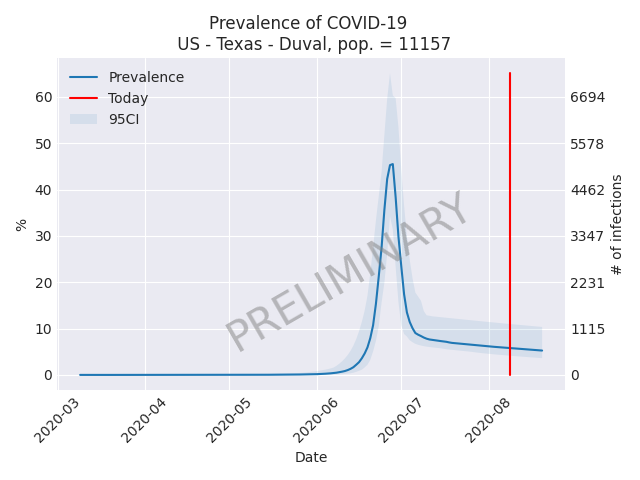 Prevalence of COVID-19
US - Texas - Duval, pop. = 11157
Prevalence
Today
95CI
60
50
40
30
20
10
0
%
6694
5578
4462
3347
2231
1115
0
# of infections
PRELIMINARY
2020-03
2020-04
2020-05
2020-06
2020-07
2020-08
Date